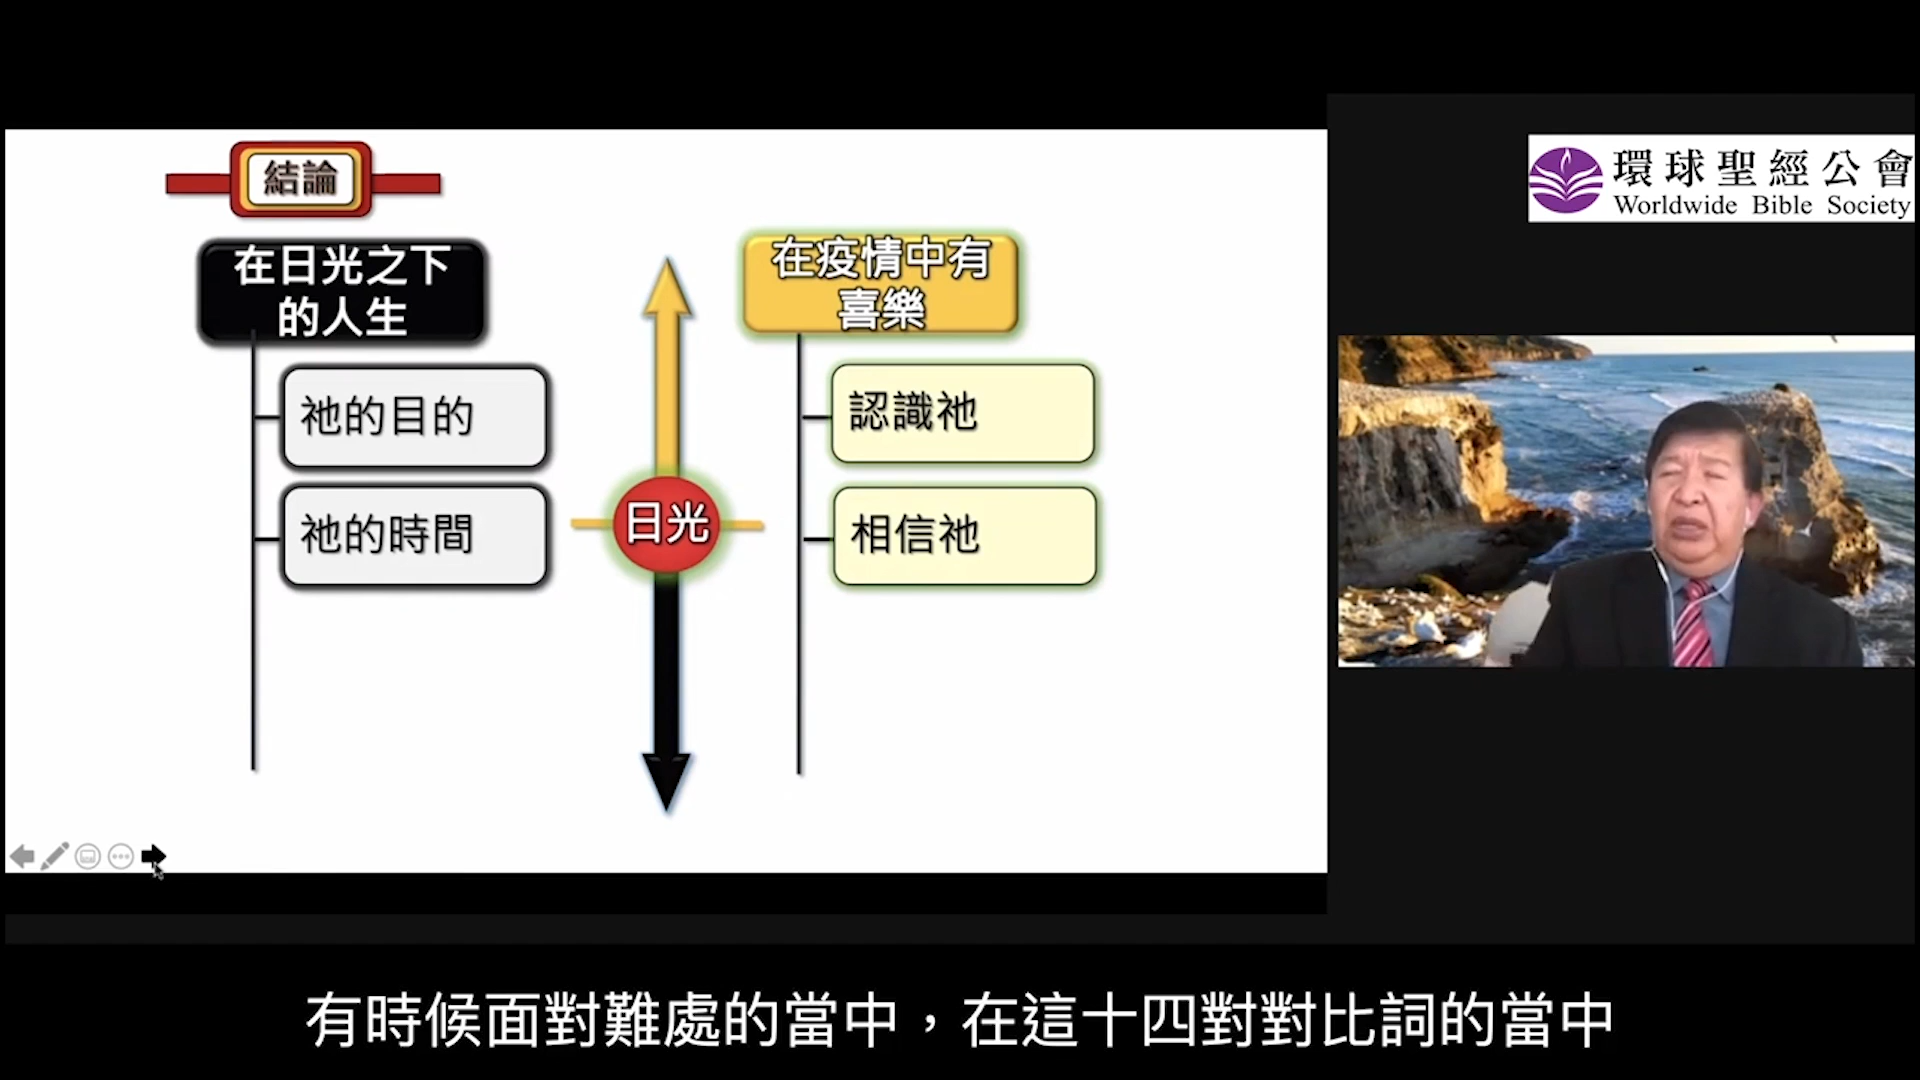 結論
在日光之下
的人生
祂的目的
祂的時間
日光
在疫情中有
喜樂
認識祂
相信祂
環球聖經公會
Worldwide Bible Society
有時候面對難處的當中，在這十四對對比詞的當中